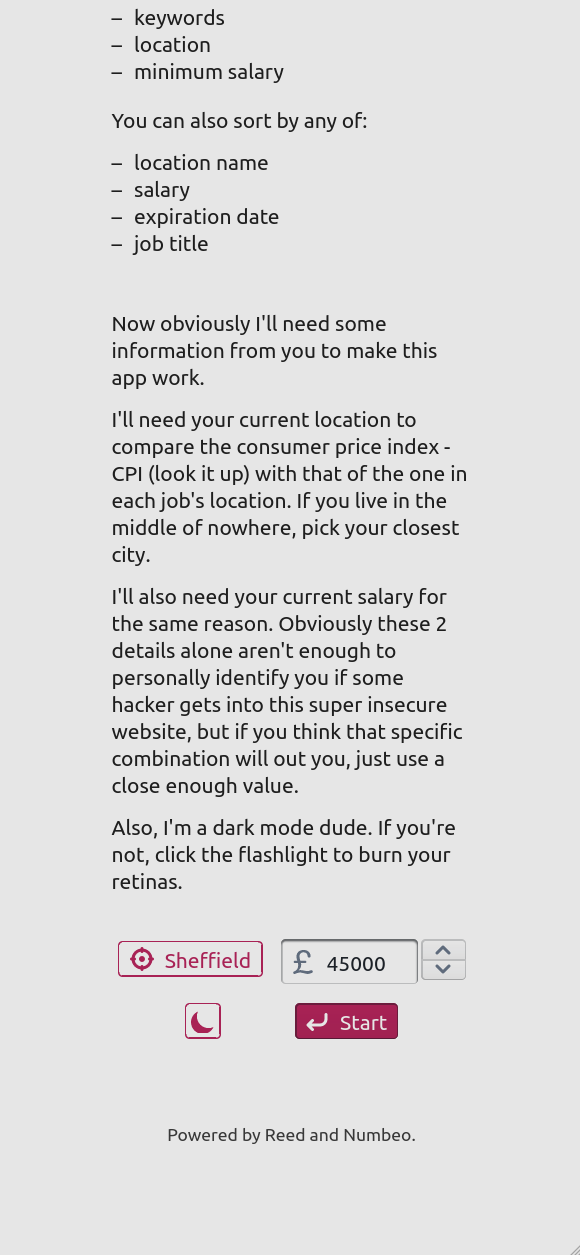 – keywords
– location
– minimum salary
You can also sort by any of:
– location name
– salary
– expiration date
– job title
Now obviously I'll need some
information from you to make this
app work.
I'll need your current location to
compare the consumer price index -
CPI (look it up) with that of the one in
each job's location. If you live in the
middle of nowhere, pick your closest
city.
I'll also need your current salary for
the same reason. Obviously these 2
details alone aren't enough to
personally identify you if some
hacker gets into this super insecure
website, but if you think that specific
combination will out you, just use a
close enough value.
Also, I'm a dark mode dude. If you're
not, click the flashlight to burn your
retinas.
Sheffield £ 45000
Start
Powered by Reed and Numbeo.